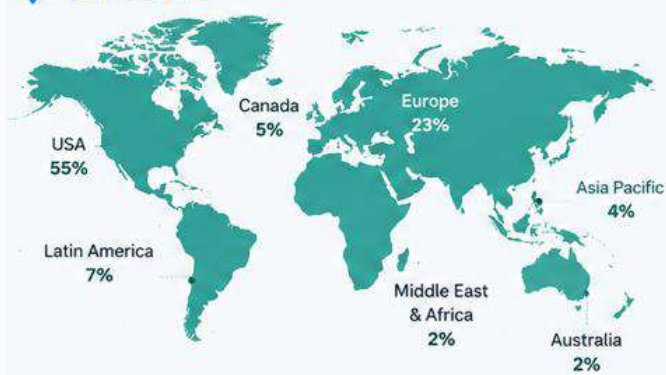 Canada
5%
Europe
23%
USA
55%
Asia Pacific
4%
Latin America
7%
Middle East
& Africa
2%
Australia
2%